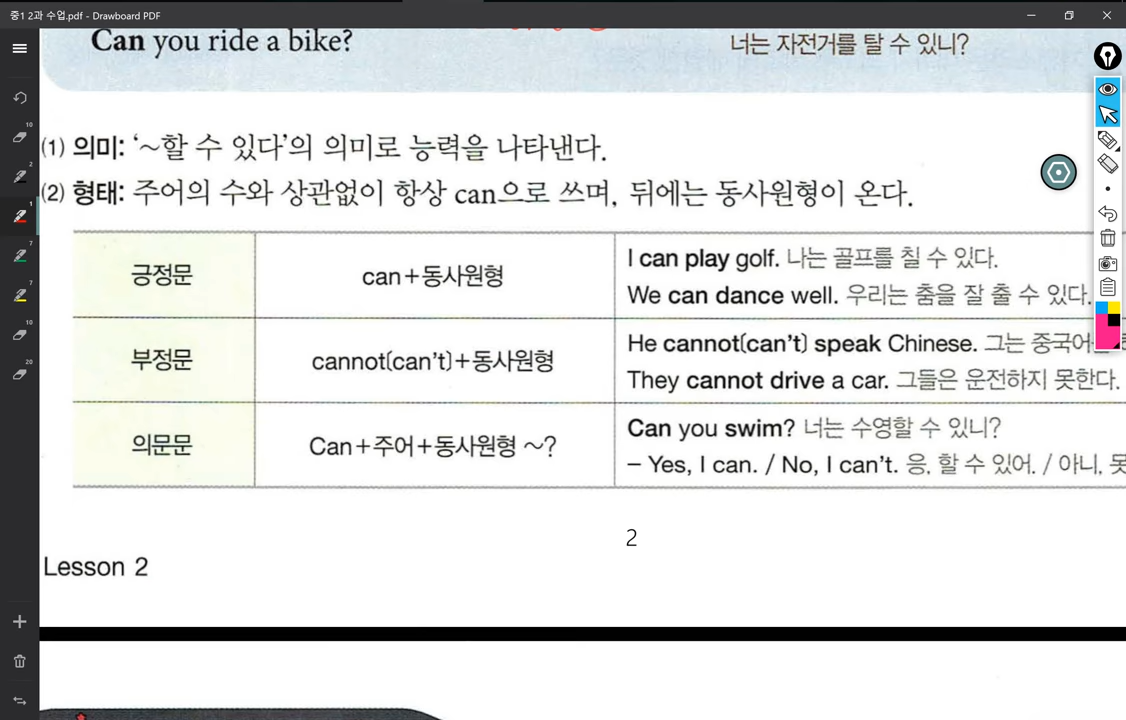 중1 2과 수업.pdf - Drawboard PDF
Can you ride a bike?
너는 자전거를 탈 수 있니?
(1) 의미: ‘～할 수 있다’의 의미로 능력을 나타낸다.
(2) 형태: 주어의 수와 상관없이 항상 can으로 쓰며, 뒤에는 동사원형이 온다.
긍정문
can+동사원형
I can play golf. 나는 골프를 칠 수 있다.
We can dance well. 우리는 춤을 잘 출 수 있다.
부정문
cannot(can’t)+동사원형
He cannot(can’t) speak Chinese. 그는 중국어
They cannot drive a car. 그들은 운전하지 못한다.
의문문
Can+주어+동사원형 ～?
Can you swim? 너는 수영할 수 있니?
– Yes, I can. / No, I can’t. 응, 할 수 있어. / 아니, 못
2
Lesson 2
10
2
1
7
7
10
20